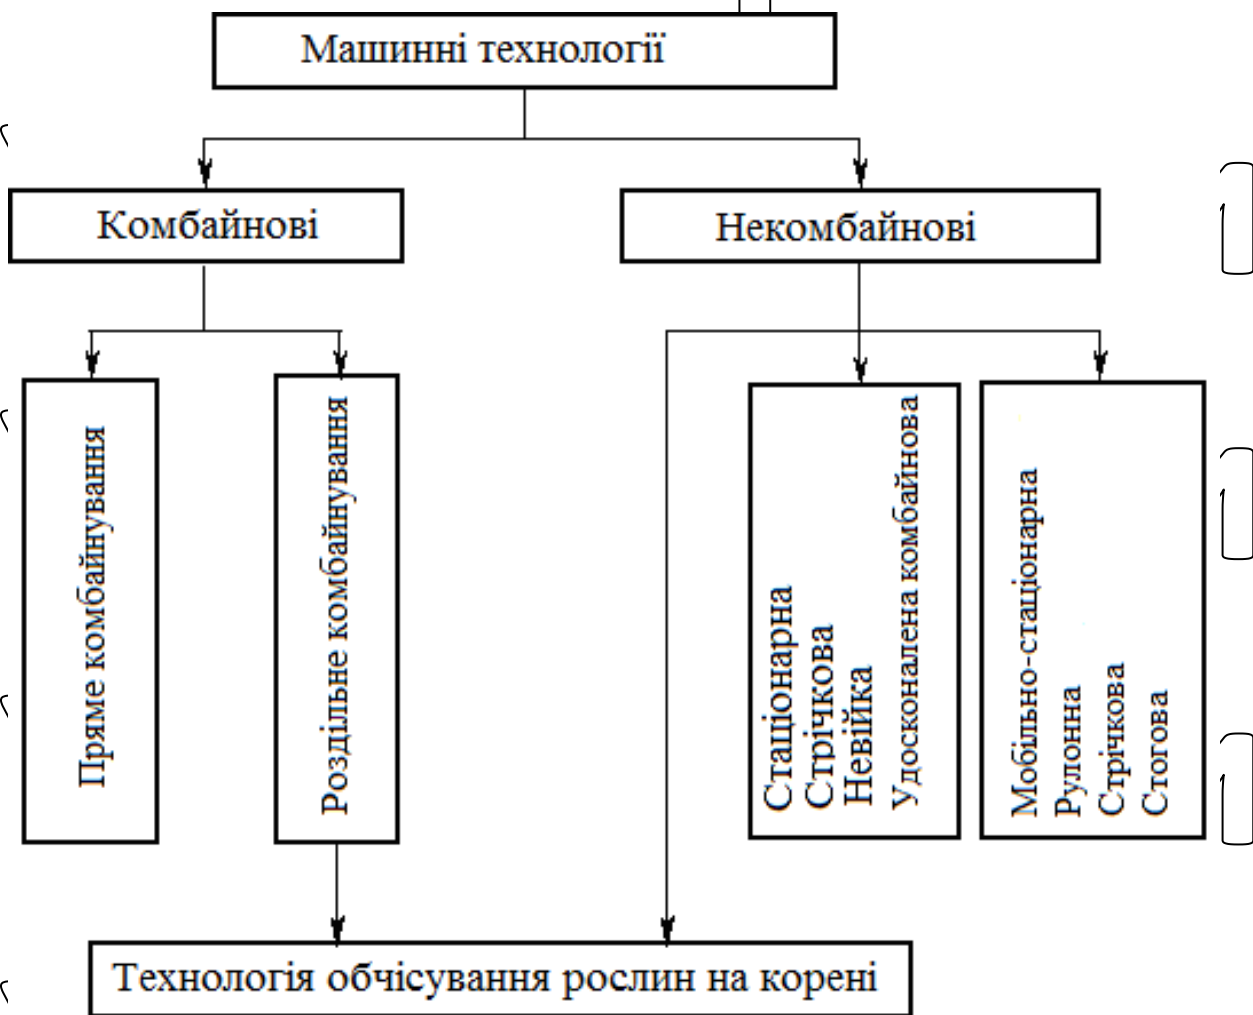 Машинні технології
Комбайнові
Некомбайнові
Пряме комбайнування
Роздільне комбайнування
Стаціонарна
Стрічкова
Невійка
Удосконалена комбайнова
Мобільно-стаціонарна
Рулонна
Стрічкова
Стогова
Технологія обчісування рослин на корені